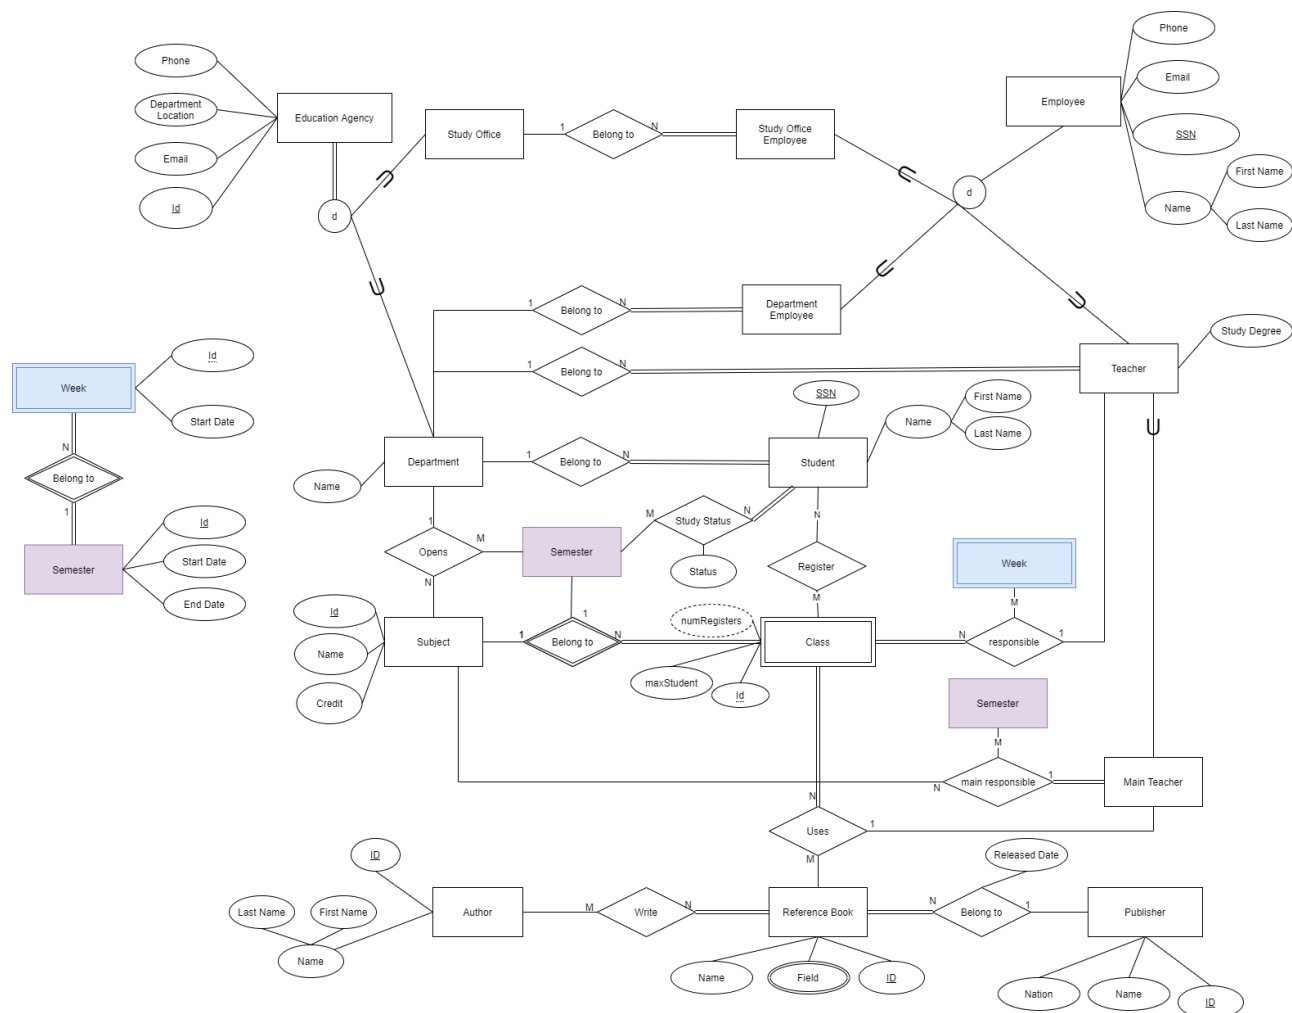 Phone
Phone
Department
Location
Education Agency
Study Office
1
Belong to
N
Study Office
Employee
Employee
Email
SSN
Email
First Name
Id
d
d
Name
Last Name
Department
Employee
1
Belong to
N
Id
Week
Start Date
1
Belong to
N
Study Degree
Teacher
SSN
First Name
Name
Last Name
N
Belong to
1
Name
Department
1
Belong to
N
Student
Id
Semester
Start Date
End Date
1
Opens
M
N
Semester
M
Study Status
N
Status
N
Register
M
Week
M
Id
Name
Credit
Subject
1
1
Belong to
N
numRegisters
maxStudent
Id
Class
N
responsible
1
Semester
M
N
main responsible
1
Main Teacher
N
Uses
1
M
Released Date
ID
Last Name
First Name
Name
Author
M
Write
N
Reference Book
N
Belong to
1
Publisher
Name
Field
ID
Nation
Name
ID